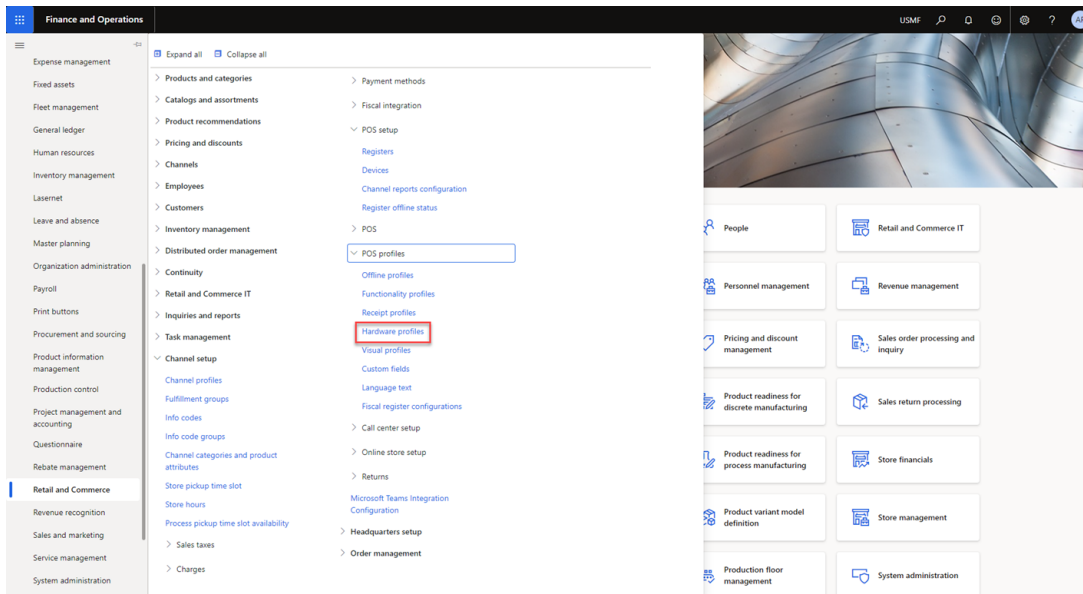 Finance and Operations
USMF
?
AP
Expense management
Fixed assets
Fleet management
General ledger
Human resources
Inventory management
Lasernet
Leave and absence
Master planning
Organization administration
Payroll
Print buttons
Procurement and sourcing
Product information
management
Production control
Project management and
accounting
Questionnaire
Rebate management
Retail and Commerce
Revenue recognition
Sales and marketing
Service management
System administration
Expand all
Collapse all
Products and categories
Catalogs and assortments
Product recommendations
Pricing and discounts
Channels
Employees
Customers
Inventory management
Distributed order management
Continuity
Retail and Commerce IT
Inquiries and reports
Task management
Channel setup
Channel profiles
Fulfillment groups
Info codes
Info code groups
Channel categories and product
attributes
Store pickup time slot
Store hours
Process pickup time slot availability
Sales taxes
Charges
Payment methods
Fiscal integration
POS setup
Registers
Devices
Channel reports configuration
Register offline status
POS
POS profiles
Offline profiles
Functionality profiles
Receipt profiles
Hardware profiles
Visual profiles
Custom fields
Language text
Fiscal register configurations
Call center setup
Online store setup
Returns
Microsoft Teams Integration
Configuration
Headquarters setup
Order management
People
Retail and Commerce IT
Personnel management
Revenue management
Pricing and discount
management
Sales order processing and
inquiry
Product readiness for
discrete manufacturing
Sales return processing
Product readiness for
process manufacturing
Store financials
Product variant model
definition
Store management
Production floor
management
System administration